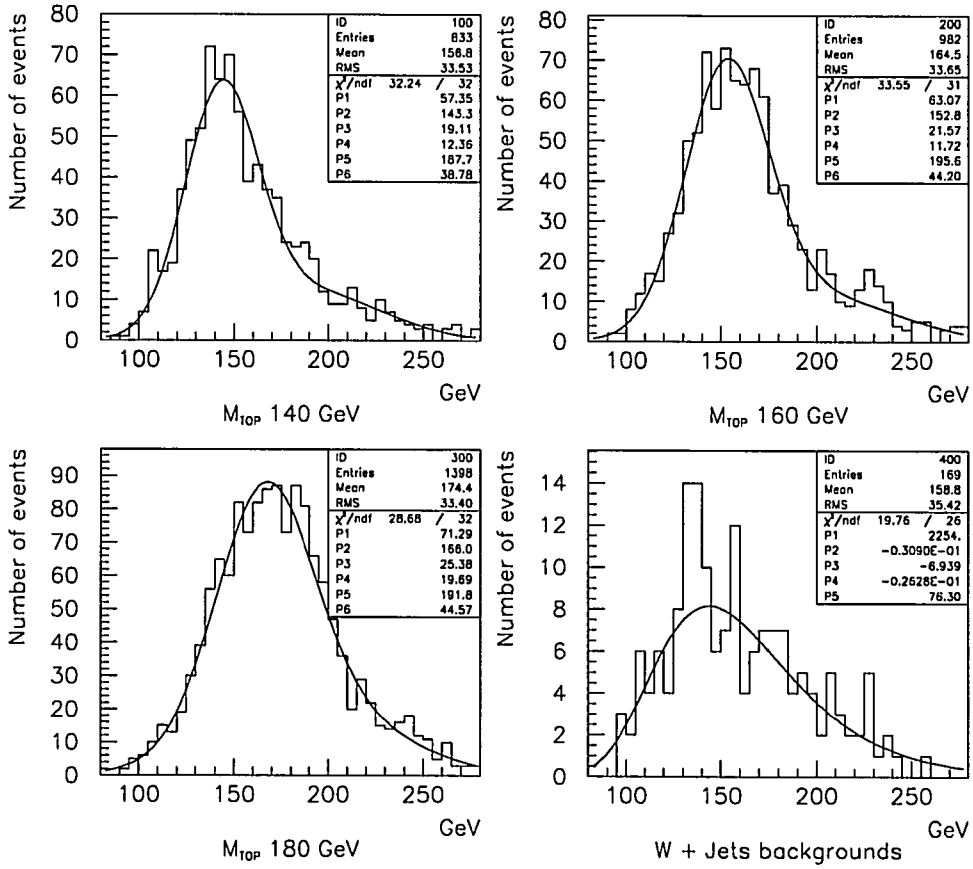 Number of events
80
70
60
50
40
30
20
10
0
100 150 200 250
GeV
M_TOP 140 GeV
ID 100
Entries 833
Mean 156.8
RMS 33.53
χ²/ndf 32.24 / 32
P1 57.35
P2 143.3
P3 19.11
P4 12.36
P5 187.7
P6 38.78
Number of events
80
70
60
50
40
30
20
10
0
100 150 200 250
GeV
M_TOP 160 GeV
ID 200
Entries 982
Mean 164.5
RMS 33.65
χ²/ndf 33.55 / 31
P1 63.07
P2 152.8
P3 21.57
P4 11.72
P5 195.6
P6 44.20
Number of events
90
80
70
60
50
40
30
20
10
0
100 150 200 250
GeV
M_TOP 180 GeV
ID 300
Entries 1398
Mean 174.4
RMS 33.40
χ²/ndf 28.68 / 32
P1 71.29
P2 166.0
P3 25.38
P4 19.69
P5 191.8
P6 44.57
Number of events
14
12
10
8
6
4
2
0
100 150 200 250
GeV
W + Jets backgrounds
ID 400
Entries 169
Mean 158.8
RMS 35.42
χ²/ndf 19.76 / 26
P1 2254.
P2 -0.3090E-01
P3 -6.939
P4 -0.2628E-01
P5 76.30